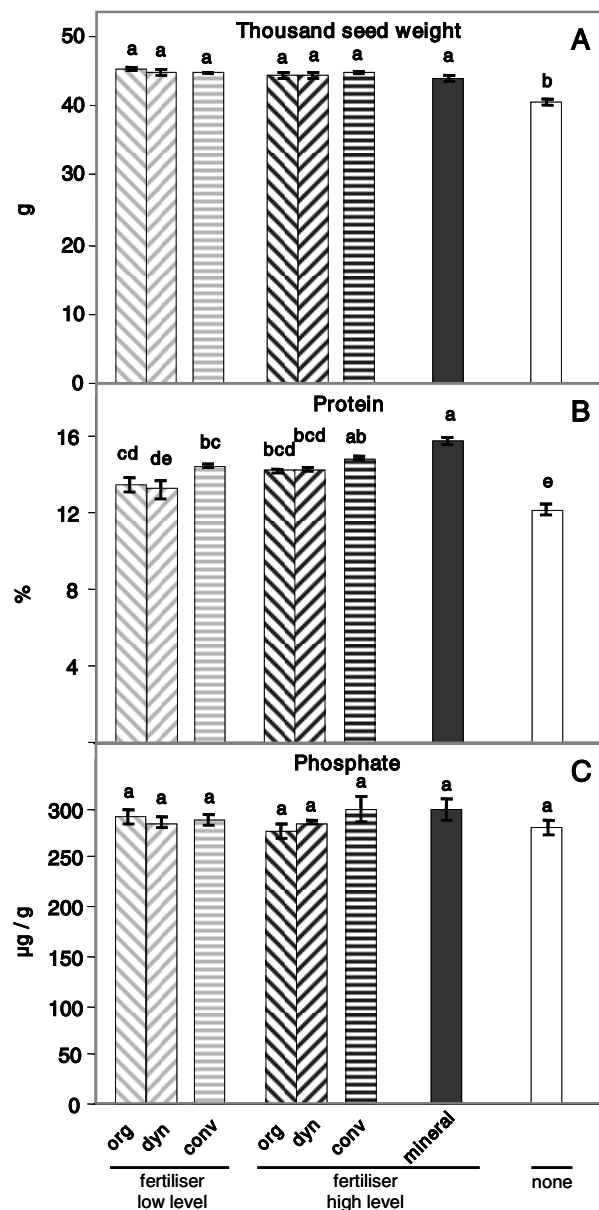 Thousand seed weight
A
50
40
30
20
10
0
g
a a a a a a a b
Protein
B
16
12
8
4
%
cd de bc bcd bcd ab a e
Phosphate
C
300
250
200
150
100
50
0
µg / g
a a a a a a a a
org dyn conv org dyn conv mineral
fertiliser
low level
fertiliser
high level
none